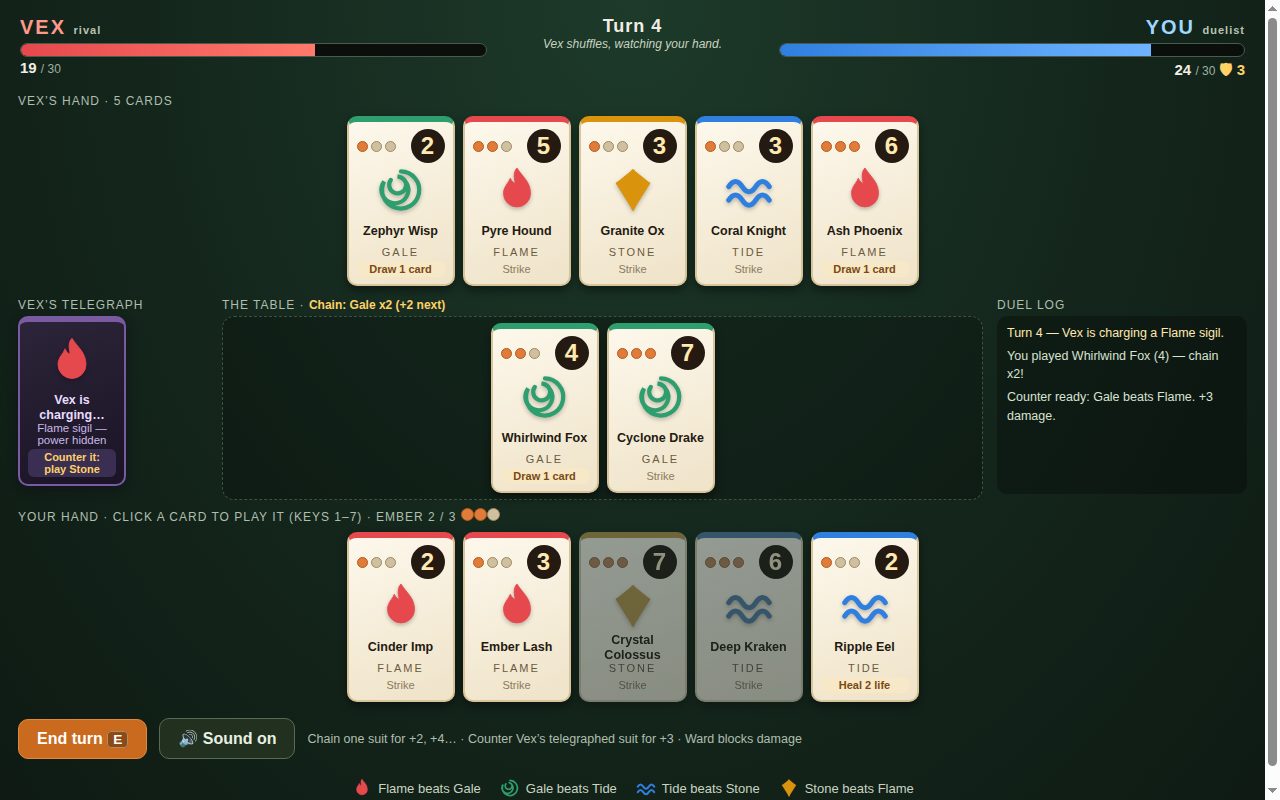 VEX rival
19 / 30
Turn 4
Vex shuffles, watching your hand.
YOU duelist
24 / 30 3
VEX'S HAND · 5 CARDS
2
Zephyr Wisp
GALE
Draw 1 card
5
Pyre Hound
FLAME
Strike
3
Granite Ox
STONE
Strike
3
Coral Knight
TIDE
Strike
6
Ash Phoenix
FLAME
Draw 1 card
VEX'S TELEGRAPH
Vex is
charging…
Flame sigil —
power hidden
Counter it:
play Stone
THE TABLE · Chain: Gale x2 (+2 next)
4
Whirlwind Fox
GALE
Draw 1 card
7
Cyclone Drake
GALE
Strike
DUEL LOG
Turn 4 — Vex is charging a Flame sigil.
You played Whirlwind Fox (4) — chain
x2!
Counter ready: Gale beats Flame. +3
damage.
YOUR HAND · CLICK A CARD TO PLAY IT (KEYS 1–7) · EMBER 2 / 3
2
Cinder Imp
FLAME
Strike
3
Ember Lash
FLAME
Strike
7
Crystal
Colossus
STONE
Strike
6
Deep Kraken
TIDE
Strike
2
Ripple Eel
TIDE
Heal 2 life
End turn E
🔊 Sound on
Chain one suit for +2, +4… · Counter Vex's telegraphed suit for +3 · Ward blocks damage
Flame beats Gale
Gale beats Tide
Tide beats Stone
Stone beats Flame